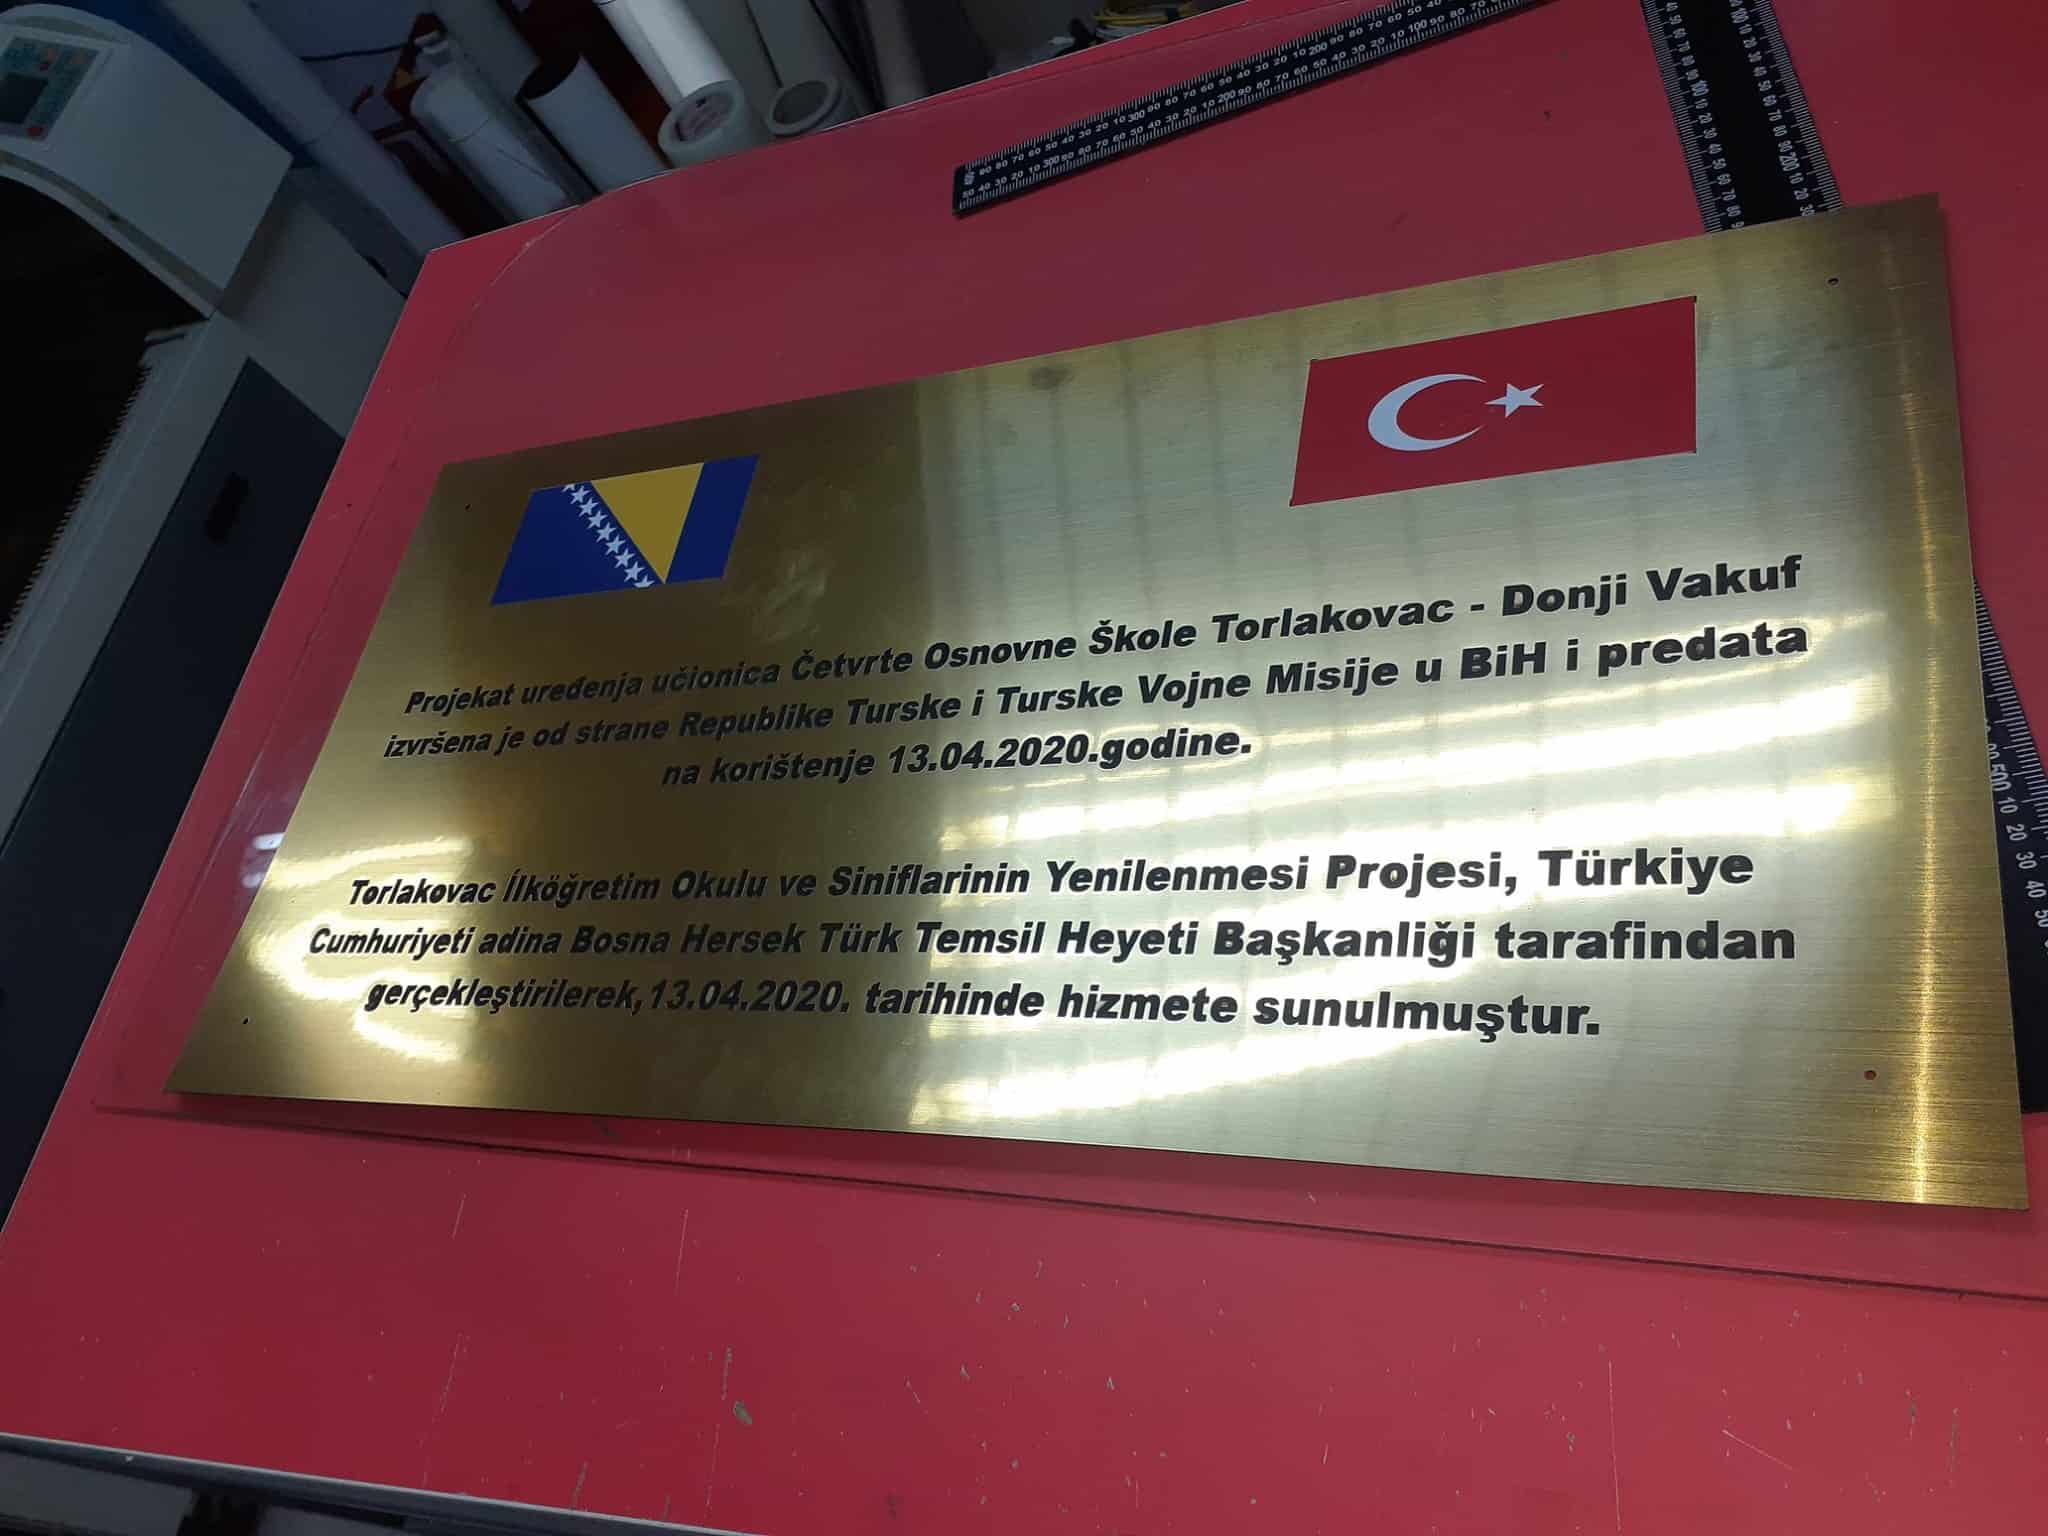 Projekat uređenja učionica Četvrte Osnovne Škole Torlakovac - Donji Vakuf
izvršena je od strane Republike Turske i Turske Vojne Misije u BiH i predata
na korištenje 13.04.2020.godine.
Torlakovac Ílköğretim Okulu ve Siniflarinin Yenilenmesi Projesi, Türkiye
Cumhuriyeti adina Bosna Hersek Türk Temsil Heyeti Başkanliği tarafindan
gerçekleştirilerek,13.04.2020. tarihinde hizmete sunulmuştur.